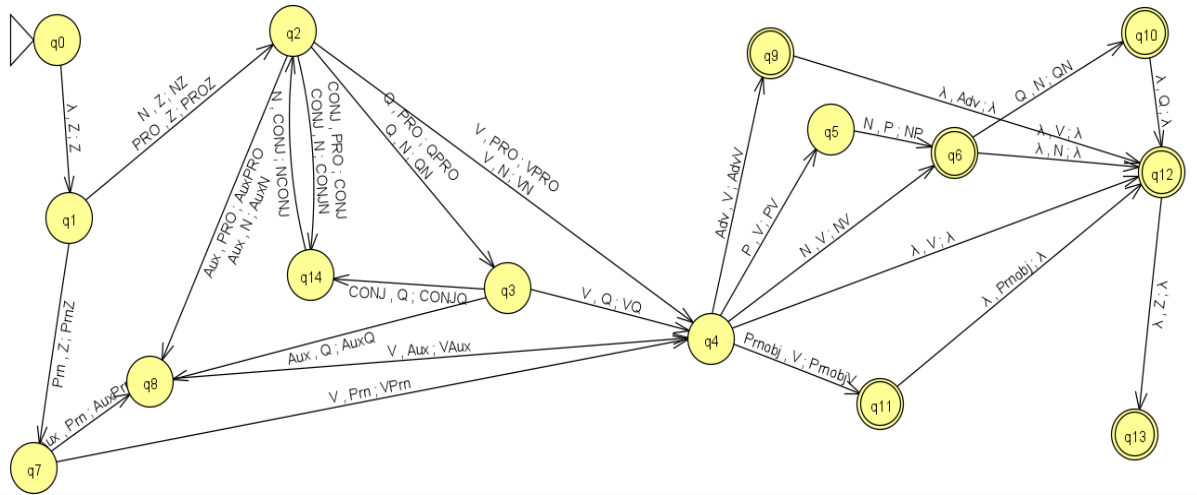 q0
λ , Z ; Z
q1
N , Z ; NZ
PRO , Z ; PROZ
q2
Prn , Z ; PrnZ
q7
ux , Prn ; AuxPrn
q8
Aux , PRO ; AuxPRO
Aux , N ; AuxN
N , CONJ ; NCONJ
CONJ , PRO ; CONJ
CONJ , N ; CONJN
q14
Q , PRO ; QPRO
Q , N ; QN
q3
CONJ , Q ; CONJQ
Aux , Q ; AuxQ
V , PRO ; VPRO
V , N ; VN
V , Q ; VQ
V , Aux ; VAux
V , Prn ; VPrn
q4
Adv , V ; AdvV
q9
P , V ; PV
q5
N , P ; NP
N , V ; NV
q6
Q , N ; QN
q10
λ , Adv ; λ
λ , V ; λ
λ , N ; λ
λ , Q ; λ
q12
λ , V ; λ
Prnobj , V ; PrnobjV
q11
λ , Prnobj ; λ
λ , Z ; λ
q13